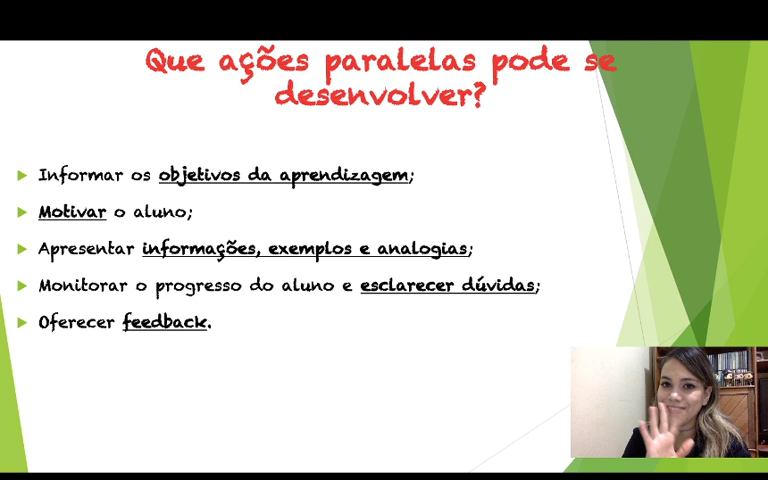 Que ações paralelas pode se
desenvolver?
Informar os objetivos da aprendizagem;
Motivar o aluno;
Apresentar informações, exemplos e analogias;
Monitorar o progresso do aluno e esclarecer dúvidas;
Oferecer feedback.